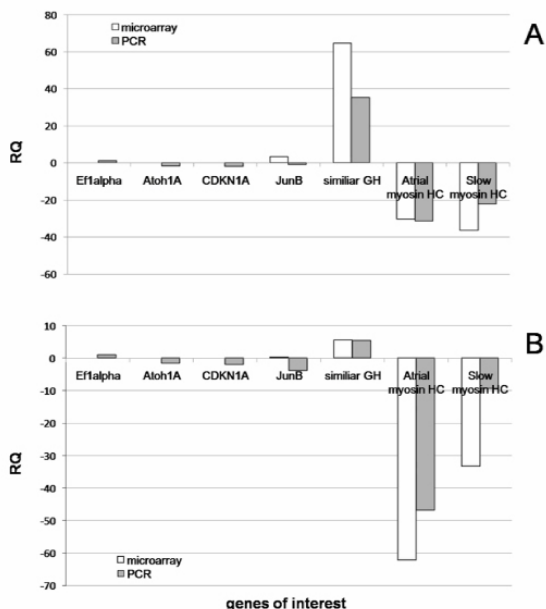 microarray
PCR
A
80
60
40
20
0
-20
-40
-60
RQ
Ef1alpha Atoh1A CDKN1A JunB similiar GH Atrial myosin HC Slow myosin HC
B
10
0
-10
-20
-30
-40
-50
-60
-70
RQ
Ef1alpha Atoh1A CDKN1A JunB similiar GH Atrial myosin HC Slow myosin HC
microarray
PCR
genes of interest